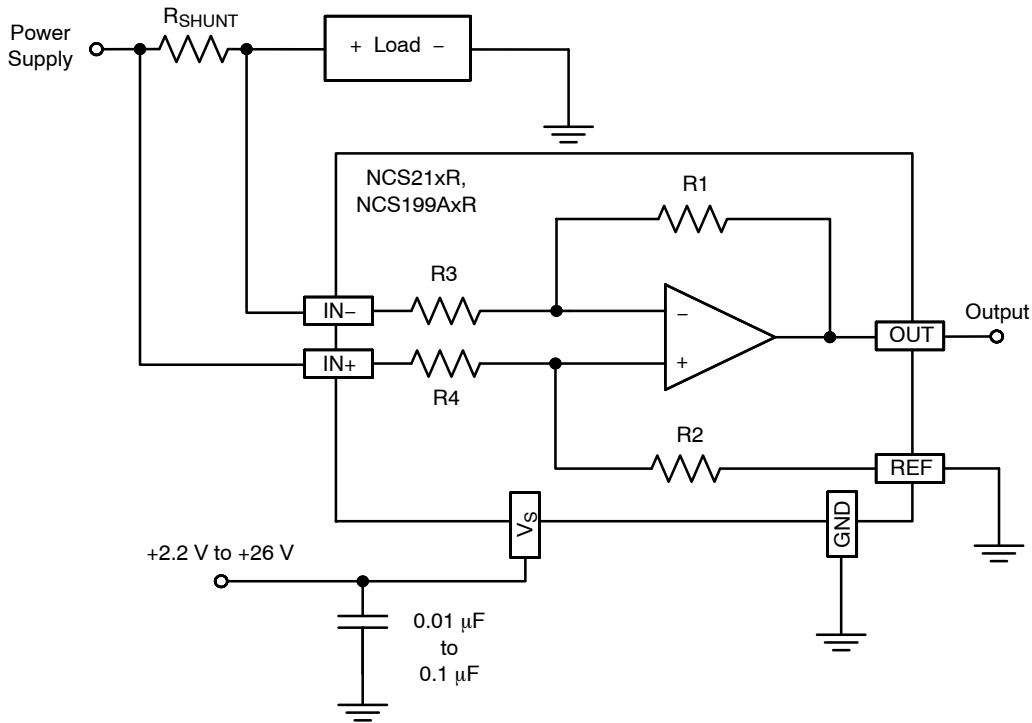 R_SHUNT
Power
Supply
+ Load −
NCS21xR,
NCS199AxR
R1
R3
IN−
−
OUT
Output
IN+
+
R4
R2
REF
VS
GND
+2.2 V to +26 V
0.01 μF
to
0.1 μF